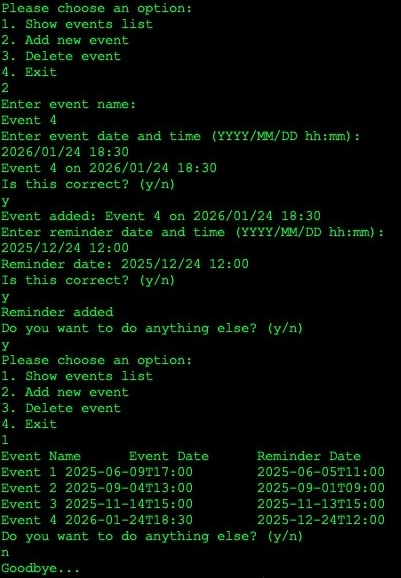 Please choose an option:
1. Show events list
2. Add new event
3. Delete event
4. Exit
2
Enter event name:
Event 4
Enter event date and time (YYYY/MM/DD hh:mm):
2026/01/24 18:30
Event 4 on 2026/01/24 18:30
Is this correct? (y/n)
y
Event added: Event 4 on 2026/01/24 18:30
Enter reminder date and time (YYYY/MM/DD hh:mm):
2025/12/24 12:00
Reminder date: 2025/12/24 12:00
Is this correct? (y/n)
y
Reminder added
Do you want to do anything else? (y/n)
y
Please choose an option:
1. Show events list
2. Add new event
3. Delete event
4. Exit
1
Event Name      Event Date      Reminder Date
Event 1 2025-06-09T17:00        2025-06-05T11:00
Event 2 2025-09-04T13:00        2025-09-01T09:00
Event 3 2025-11-14T15:00        2025-11-13T15:00
Event 4 2026-01-24T18:30        2025-12-24T12:00
Do you want to do anything else? (y/n)
n
Goodbye...